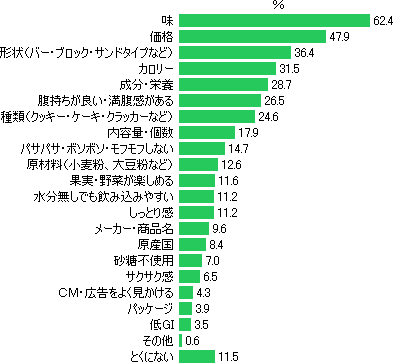 %
味 62.4
価格 47.9
形状(バー・ブロック・サンドタイプなど) 36.4
カロリー 31.5
成分・栄養 28.7
腹持ちが良い・満腹感がある 26.5
種類(クッキー・ケーキ・クラッカーなど) 24.6
内容量・個数 17.9
パサパサ・ボソボソ・モフモフしない 14.7
原材料(小麦粉、大豆粉など) 12.6
果実・野菜が楽しめる 11.6
水分無しでも飲み込みやすい 11.2
しっとり感 11.2
メーカー・商品名 9.6
原産国 8.4
砂糖不使用 7.0
サクサク感 6.5
CM・広告をよく見かける 4.3
パッケージ 3.9
低GI 3.5
その他 0.6
とくにない 11.5